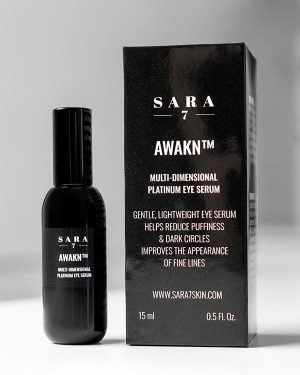 SARA
7
AWAKN™
MULTI-DIMENSIONAL
PLATINUM EYE SERUM
GENTLE, LIGHTWEIGHT EYE SERUM
HELPS REDUCE PUFFINESS
& DARK CIRCLES
IMPROVES THE APPEARANCE
OF FINE LINES
WWW.SARA7SKIN.COM
15 ml 0.5 Fl. Oz.
SARA
7
AWAKN™
MULTI-DIMENSIONAL
PLATINUM EYE SERUM